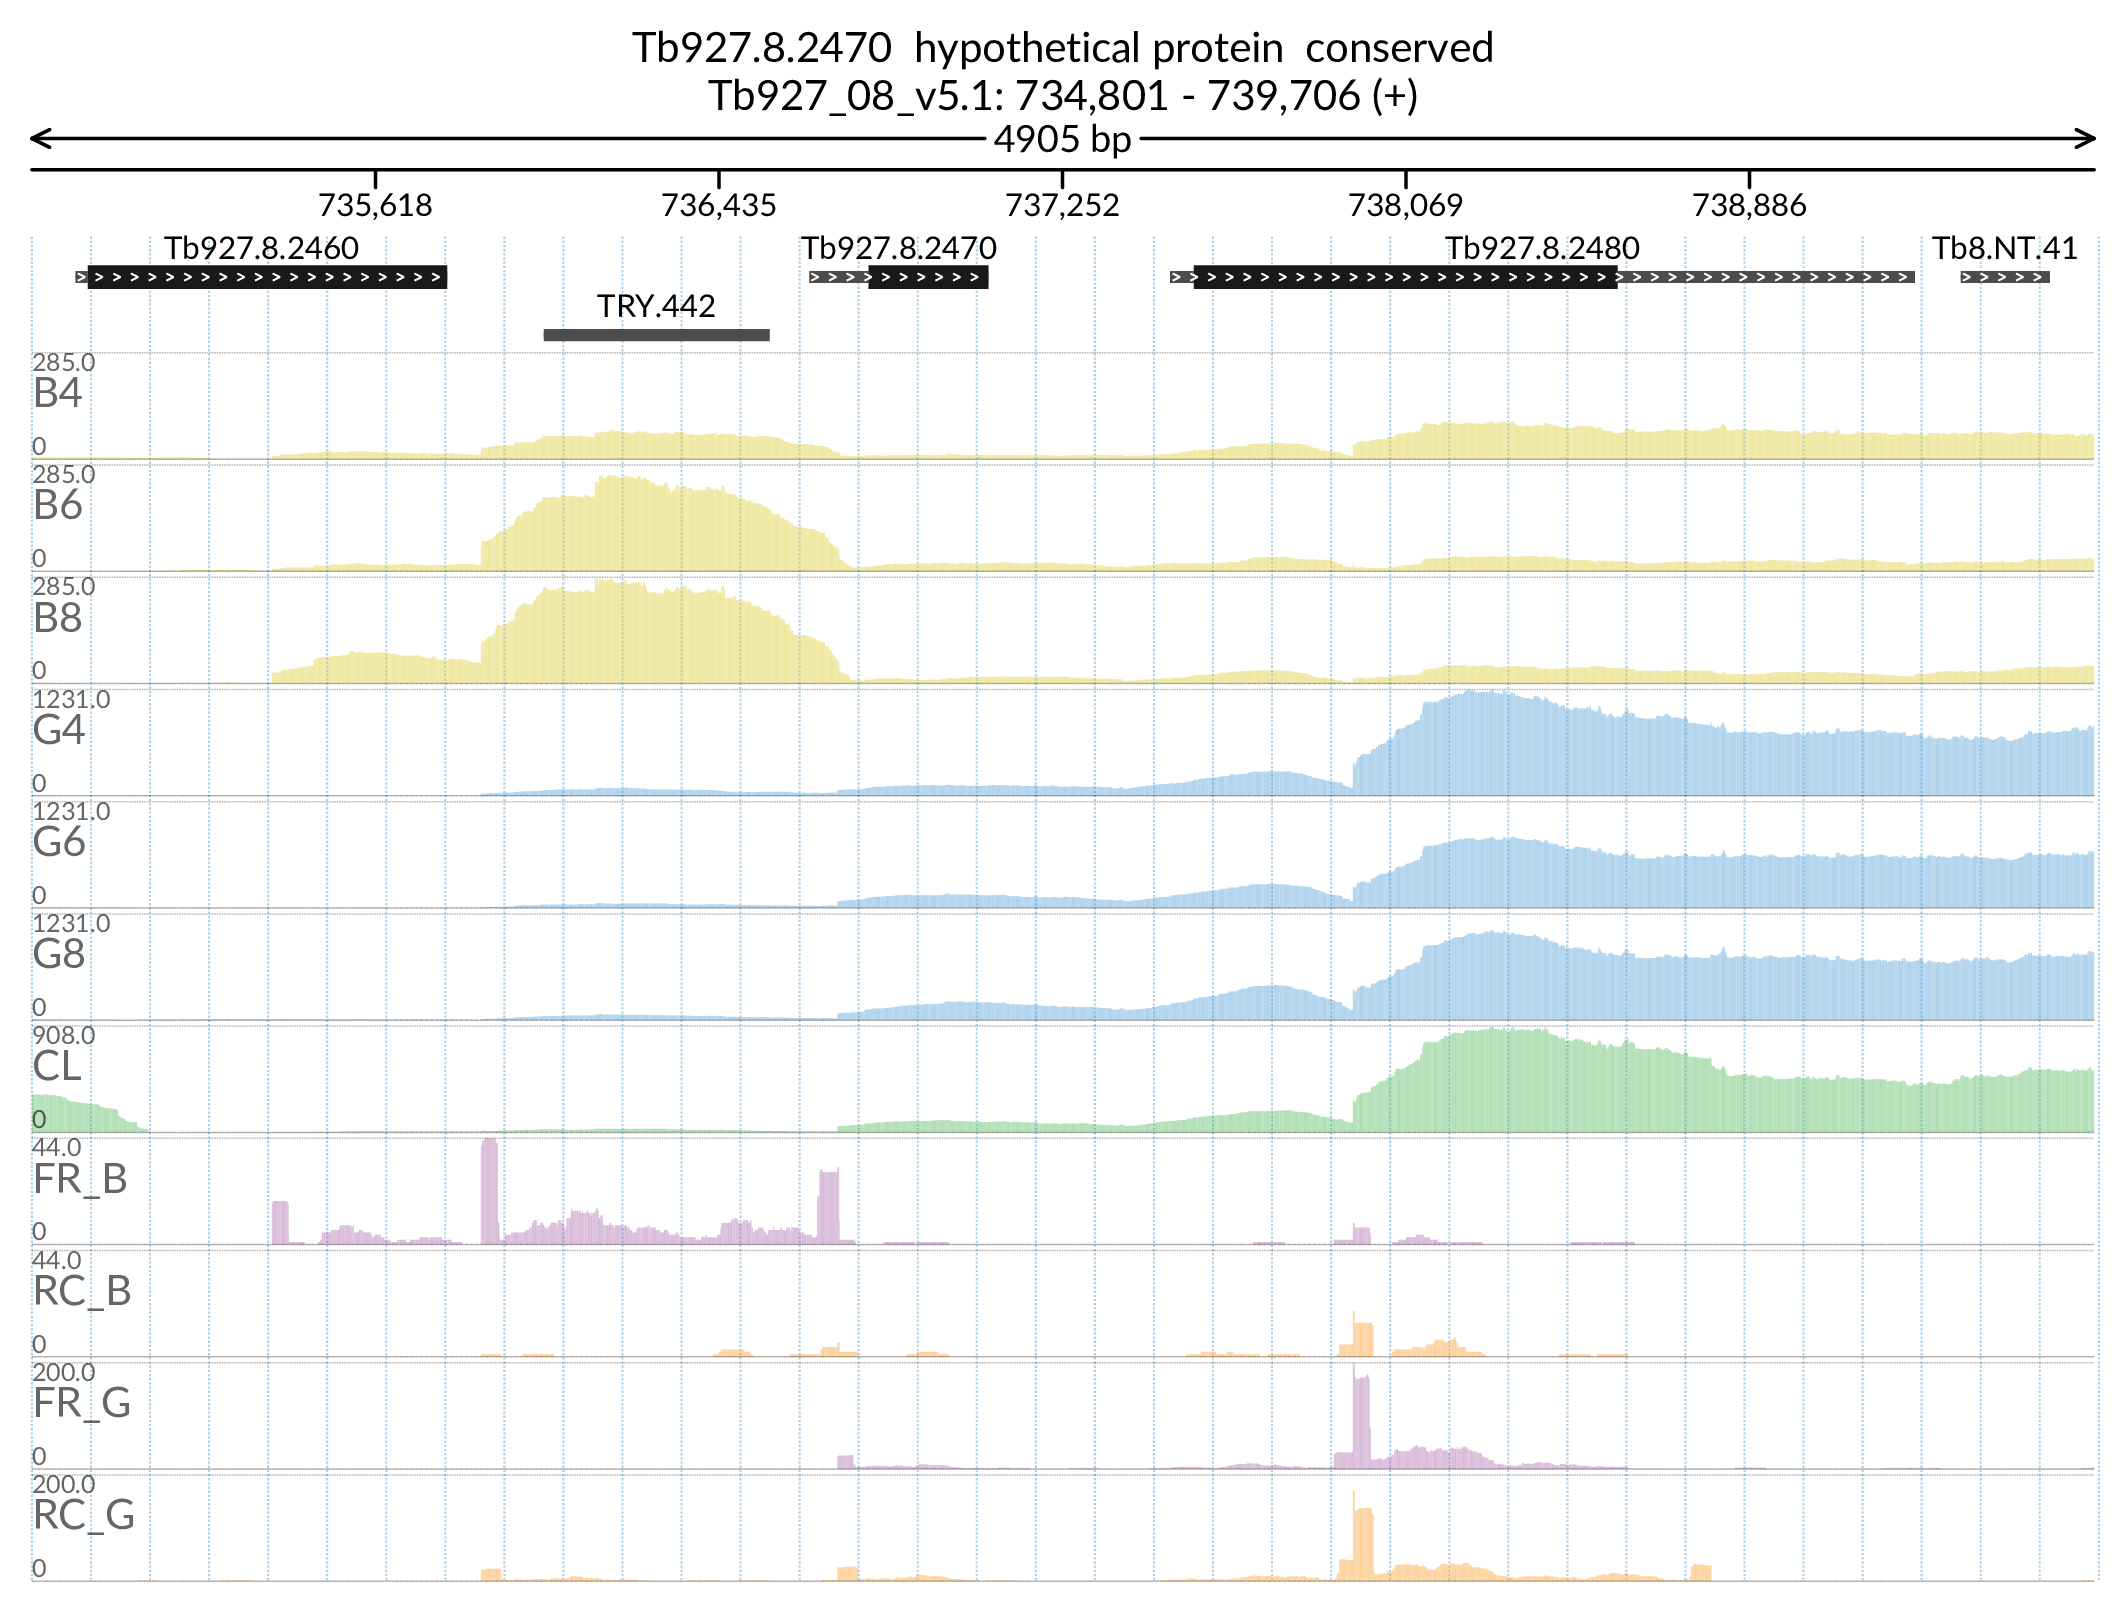 Tb927.8.2470 hypothetical protein conserved
Tb927_08_v5.1: 734,801 - 739,706 (+)
4905 bp
735,618 736,435 737,252 738,069 738,886
Tb927.8.2460 Tb927.8.2470 Tb927.8.2480 Tb8.NT.41
TRY.442
285.0
B4
0
285.0
B6
0
285.0
B8
0
1231.0
G4
0
1231.0
G6
0
1231.0
G8
0
908.0
CL
0
44.0
FR_B
0
44.0
RC_B
0
200.0
FR_G
0
200.0
RC_G
0